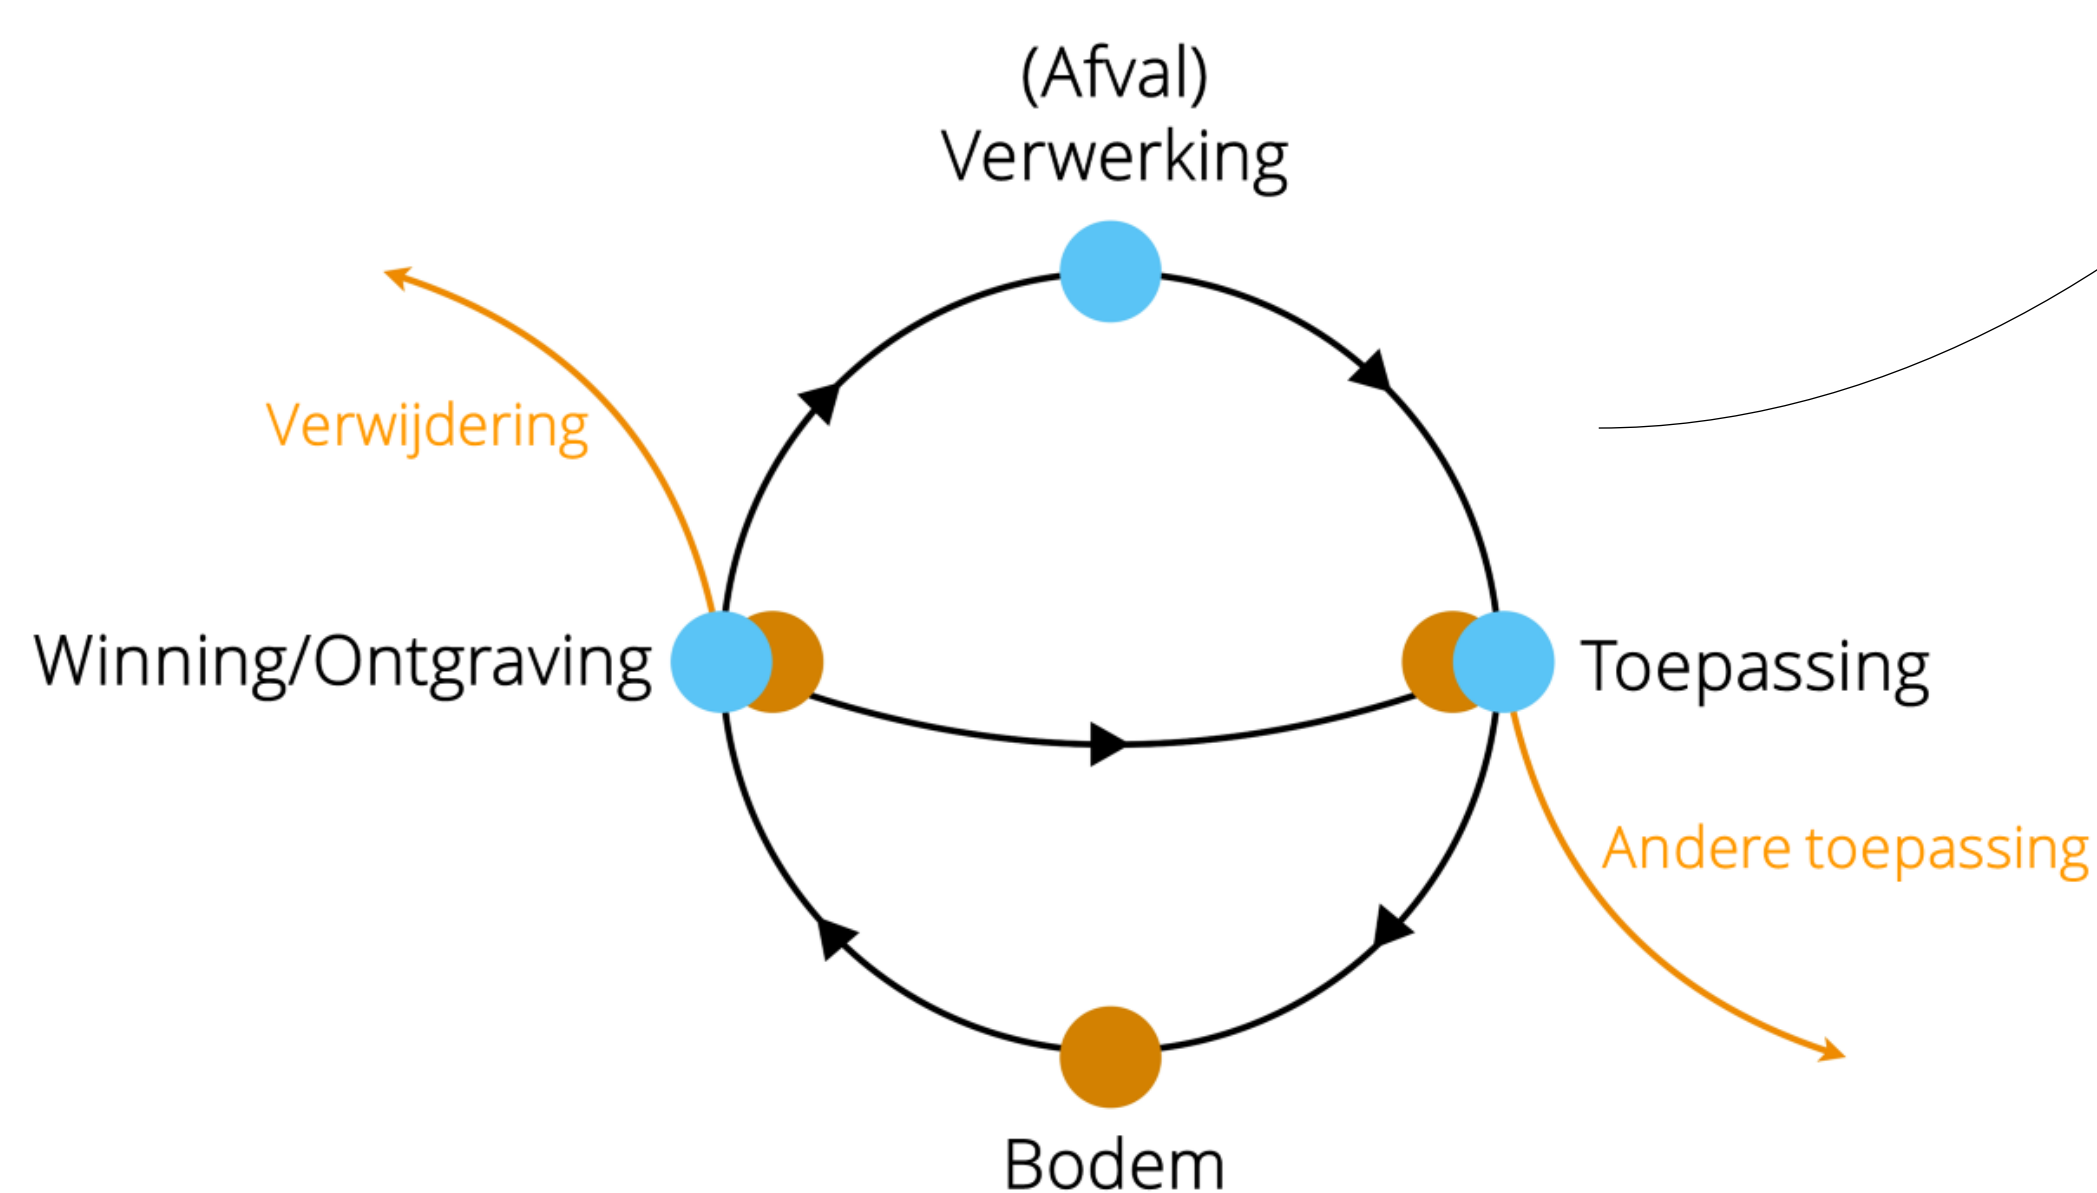 (Afval)
Verwerking
Verwijdering
Winning/Ontgraving
Toepassing
Andere toepassing
Bodem